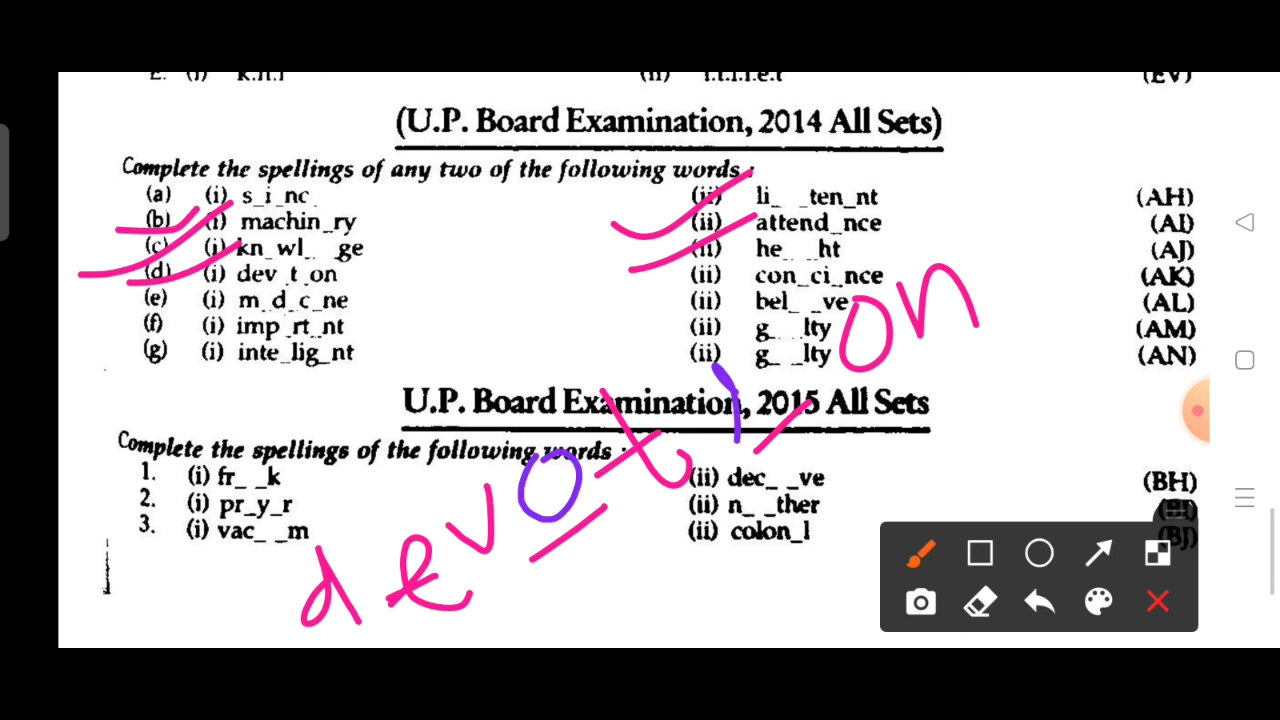 (U.P. Board Examination, 2014 All Sets)
Complete the spellings of any two of the following words :
(a) (i) s_i_nc_ (ii) li_ _ten_nt (AH)
(b) (i) machin_ry (ii) attend_nce (AI)
(c) (i) kn_wl_ _ge (ii) he_ _ht (AJ)
(d) (i) dev_t_on (ii) con_ci_nce (AK)
(e) (i) m_d_c_ne (ii) bel_ _ve (AL)
(f) (i) imp_rt_nt (ii) g_ _lty (AM)
(g) (i) inte_lig_nt (ii) g_ _lty (AN)
U.P. Board Examination, 2015 All Sets
Complete the spellings of the following words :
1. (i) fr_ _k (ii) dec_ _ve (BH)
2. (i) pr_y_r (ii) n_ _ther
3. (i) vac_ _m (ii) colon_l (BJ)
devotion